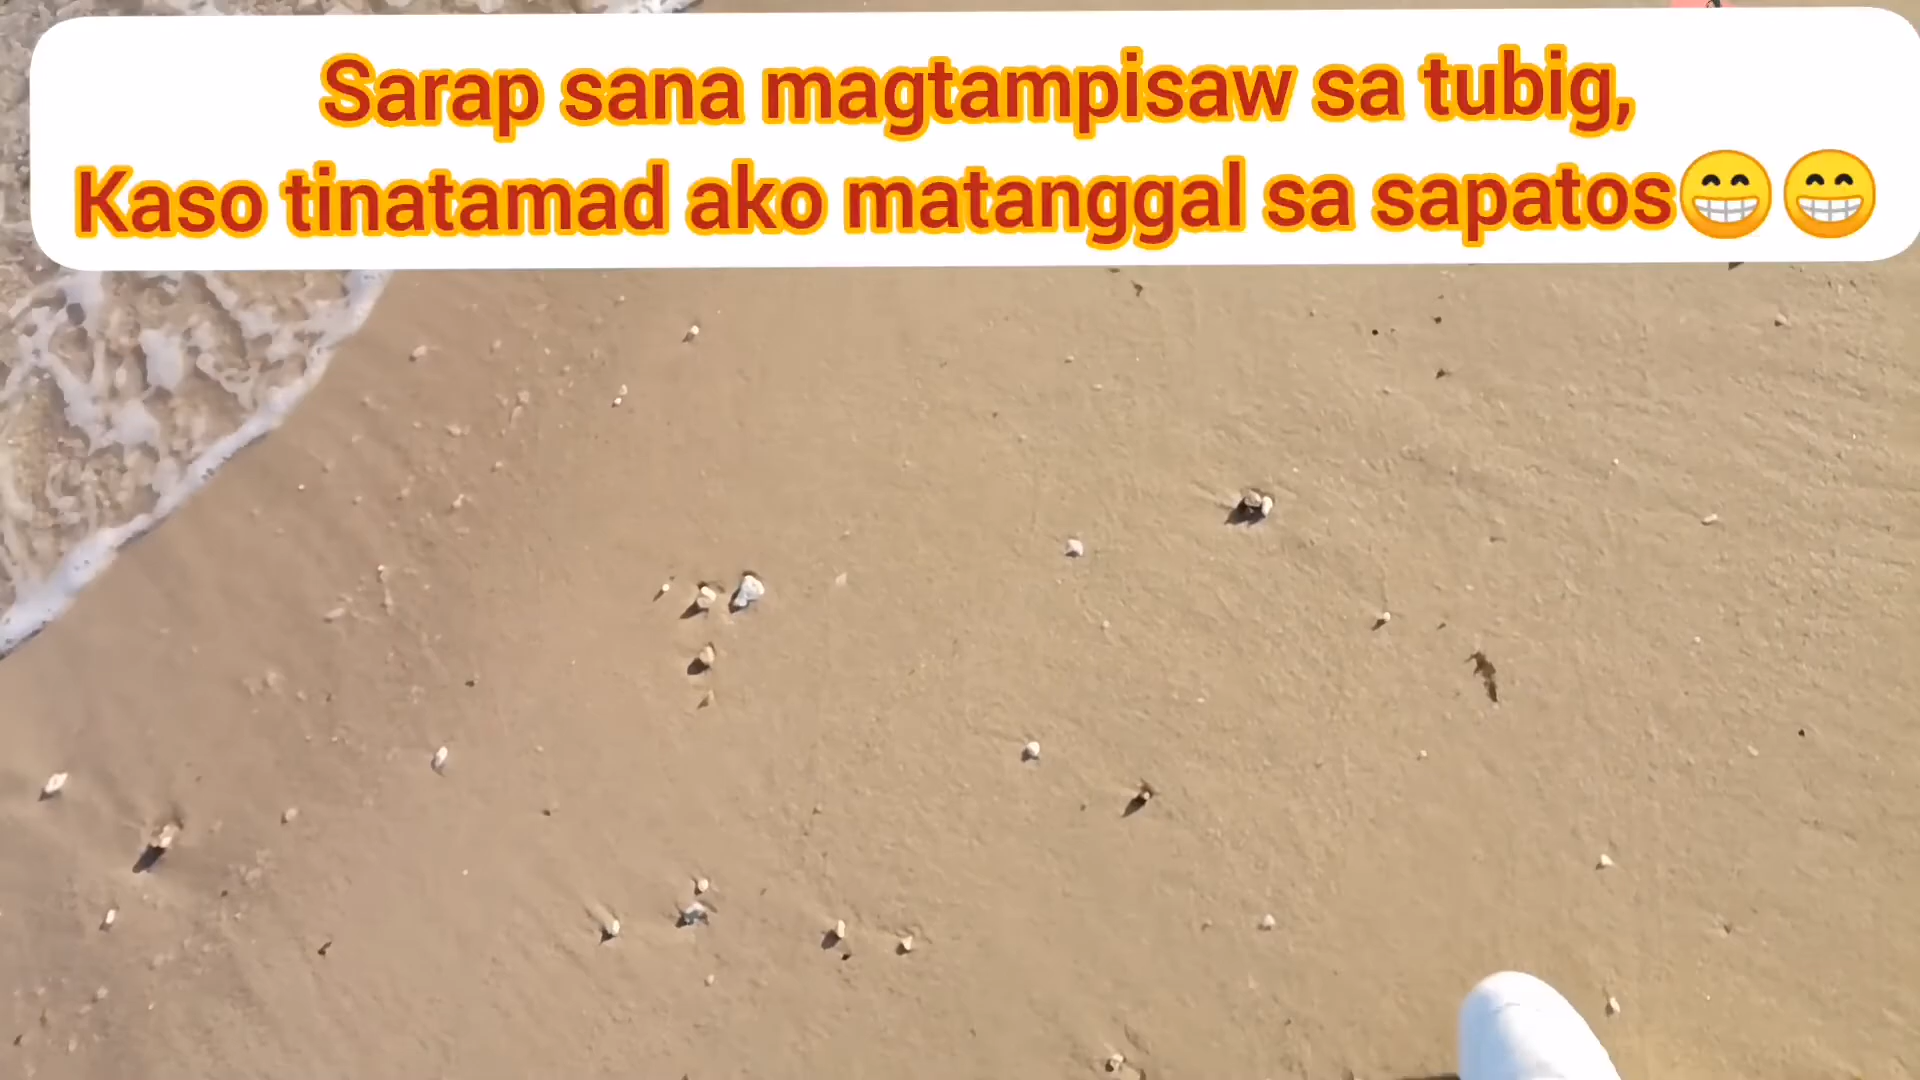 Sarap sana magtampisaw sa tubig,
Kaso tinatamad ako matanggal sa sapatos😁😁